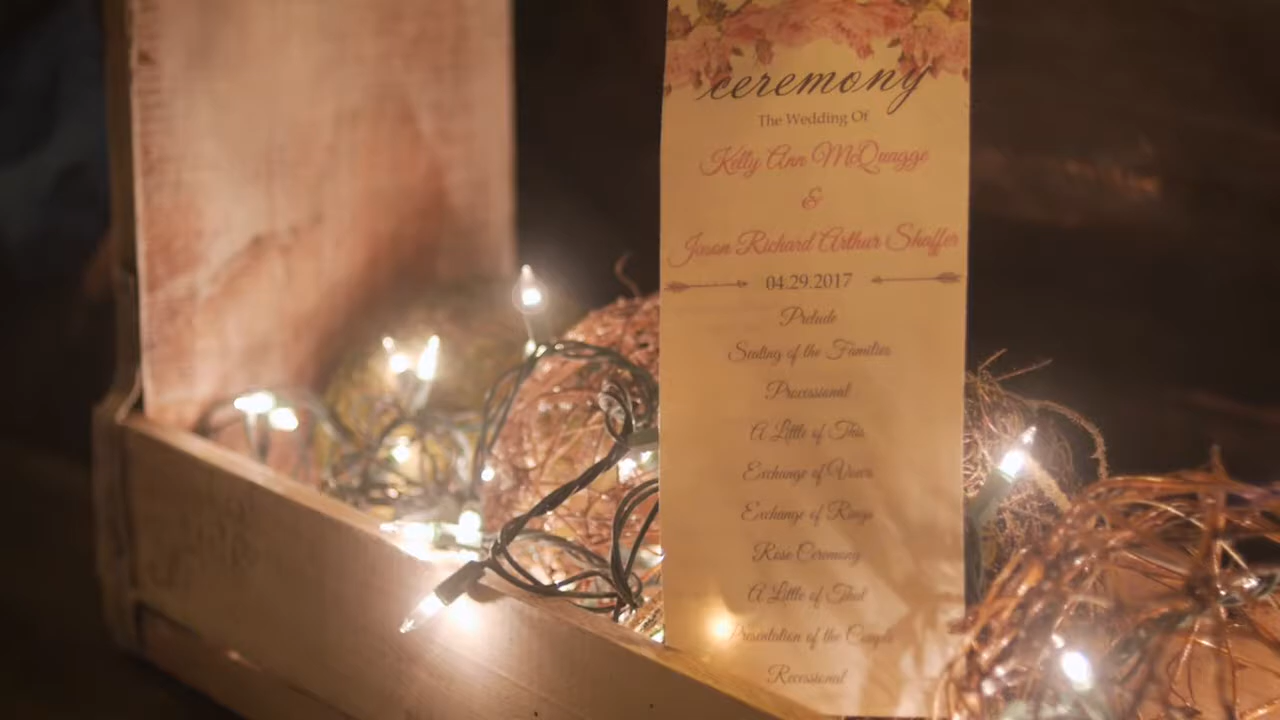 ceremony
The Wedding Of
Kelly Ann McQuagge
&
Jason Richard Arthur Shaffer
04.29.2017
Prelude
Seating of the Families
Processional
A Little of This
Exchange of Vows
Exchange of Rings
Rose Ceremony
A Little of That
Presentation of the Couple
Recessional